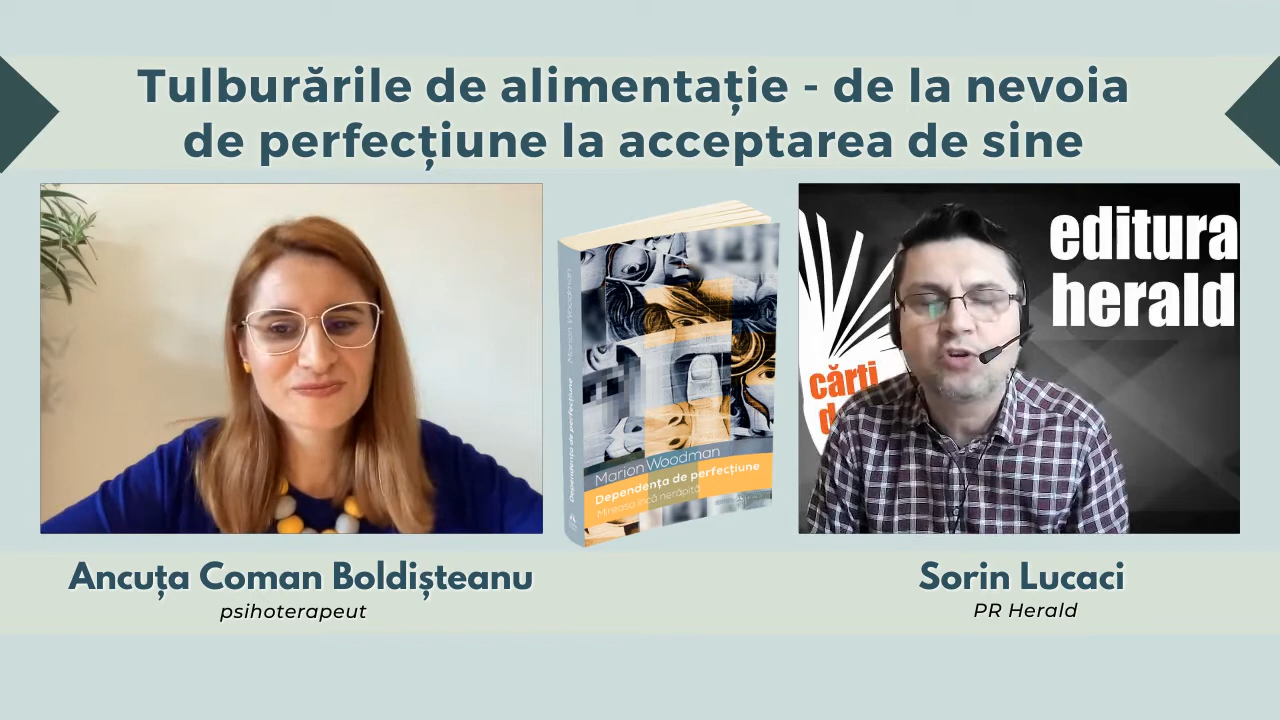 Tulburările de alimentație - de la nevoia
de perfecțiune la acceptarea de sine
editura
herald
cărți
d
Marion Woodman
Dependența de perfecțiune
Marion Woodman
Dependența de perfecțiune
Mireasa încă nerăpită
Ancuța Coman Boldișteanu
psihoterapeut
Sorin Lucaci
PR Herald